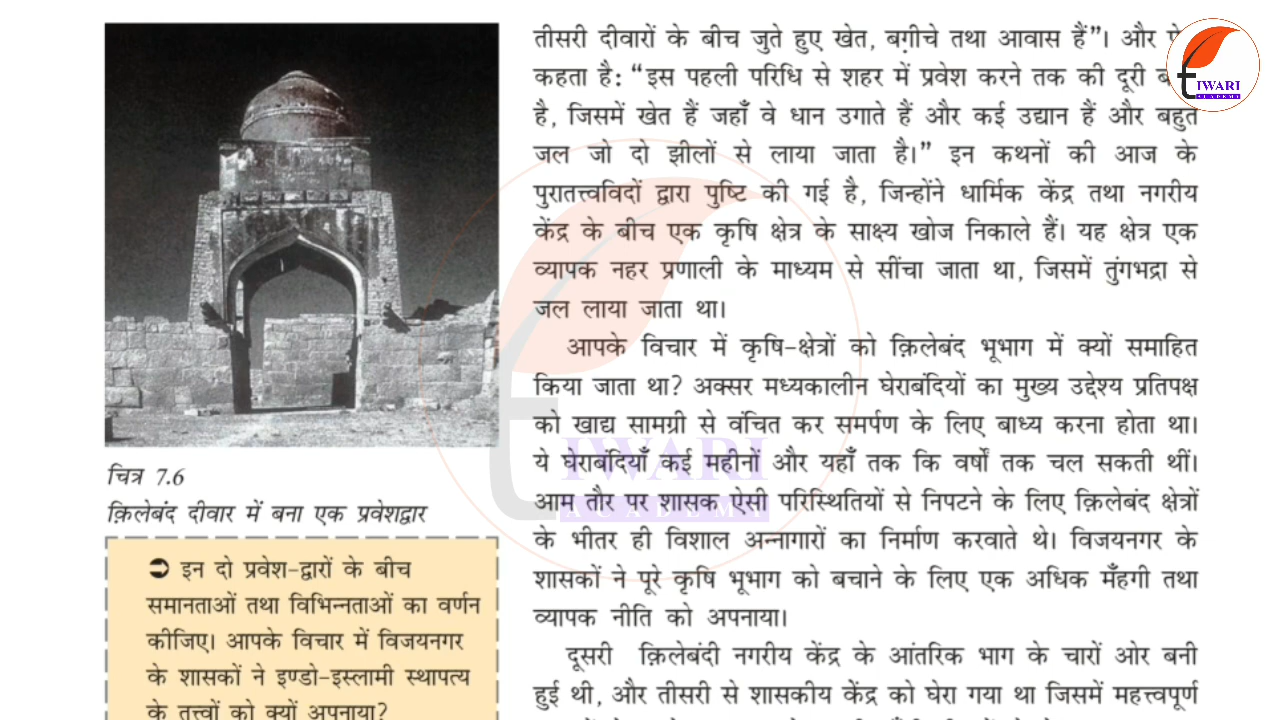 तीसरी दीवारों के बीच जुते हुए खेत, बगीचे तथा आवास हैं”। और
कहता है: “इस पहली परिधि से शहर में प्रवेश करने तक की दूरी
है, जिसमें खेत हैं जहाँ वे धान उगाते हैं और कई उद्यान हैं और बहुत
जल जो दो झीलों से लाया जाता है।” इन कथनों की आज के
पुरातत्त्वविदों द्वारा पुष्टि की गई है, जिन्होंने धार्मिक केंद्र तथा नगरीय
केंद्र के बीच एक कृषि क्षेत्र के साक्ष्य खोज निकाले हैं। यह क्षेत्र एक
व्यापक नहर प्रणाली के माध्यम से सींचा जाता था, जिसमें तुंगभद्रा से
जल लाया जाता था।
आपके विचार में कृषि-क्षेत्रों को क़िलेबंद भूभाग में क्यों समाहित
किया जाता था? अक्सर मध्यकालीन घेराबंदियों का मुख्य उद्देश्य प्रतिपक्ष
को खाद्य सामग्री से वंचित कर समर्पण के लिए बाध्य करना होता था।
ये घेराबंदियाँ कई महीनों और यहाँ तक कि वर्षों तक चल सकती थीं।
आम तौर पर शासक ऐसी परिस्थितियों से निपटने के लिए क़िलेबंद क्षेत्रों
के भीतर ही विशाल अन्नागारों का निर्माण करवाते थे। विजयनगर के
शासकों ने पूरे कृषि भूभाग को बचाने के लिए एक अधिक मँहगी तथा
व्यापक नीति को अपनाया।
दूसरी क़िलेबंदी नगरीय केंद्र के आंतरिक भाग के चारों ओर बनी
हुई थी, और तीसरी से शासकीय केंद्र को घेरा गया था जिसमें महत्त्वपूर्ण
चित्र 7.6
क़िलेबंद दीवार में बना एक प्रवेशद्वार
➲ इन दो प्रवेश-द्वारों के बीच
समानताओं तथा विभिन्नताओं का वर्णन
कीजिए। आपके विचार में विजयनगर
के शासकों ने इण्डो-इस्लामी स्थापत्य
के तत्त्वों को क्यों अपनाया?
TIWARI
ACADEMY
TIWARI
ACADEMY